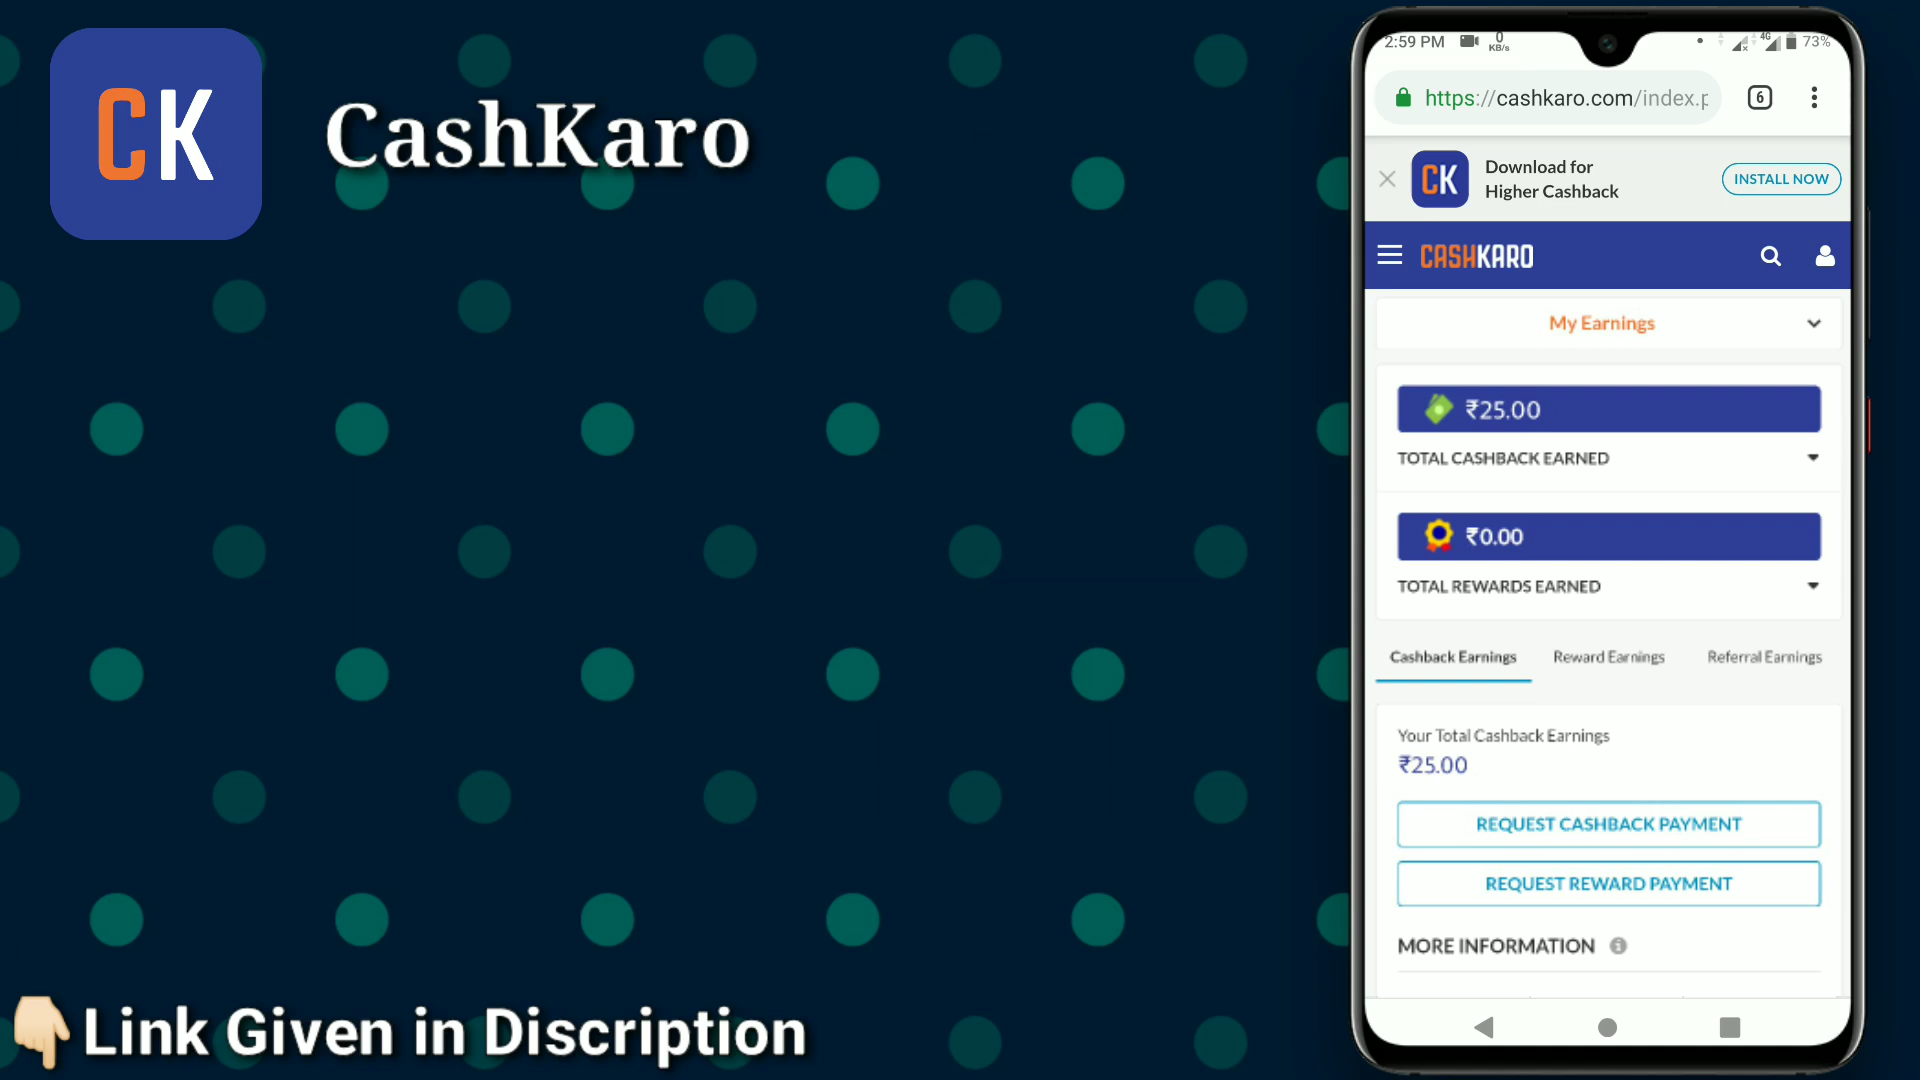 CK
CashKaro
2:59 PM
0
KB/s
4G
73%
https://cashkaro.com/index.p
6
CK
Download for
Higher Cashback
INSTALL NOW
CASHKARO
My Earnings
₹25.00
TOTAL CASHBACK EARNED
₹0.00
TOTAL REWARDS EARNED
Cashback Earnings
Reward Earnings
Referral Earnings
Your Total Cashback Earnings
₹25.00
REQUEST CASHBACK PAYMENT
REQUEST REWARD PAYMENT
MORE INFORMATION
Link Given in Discription